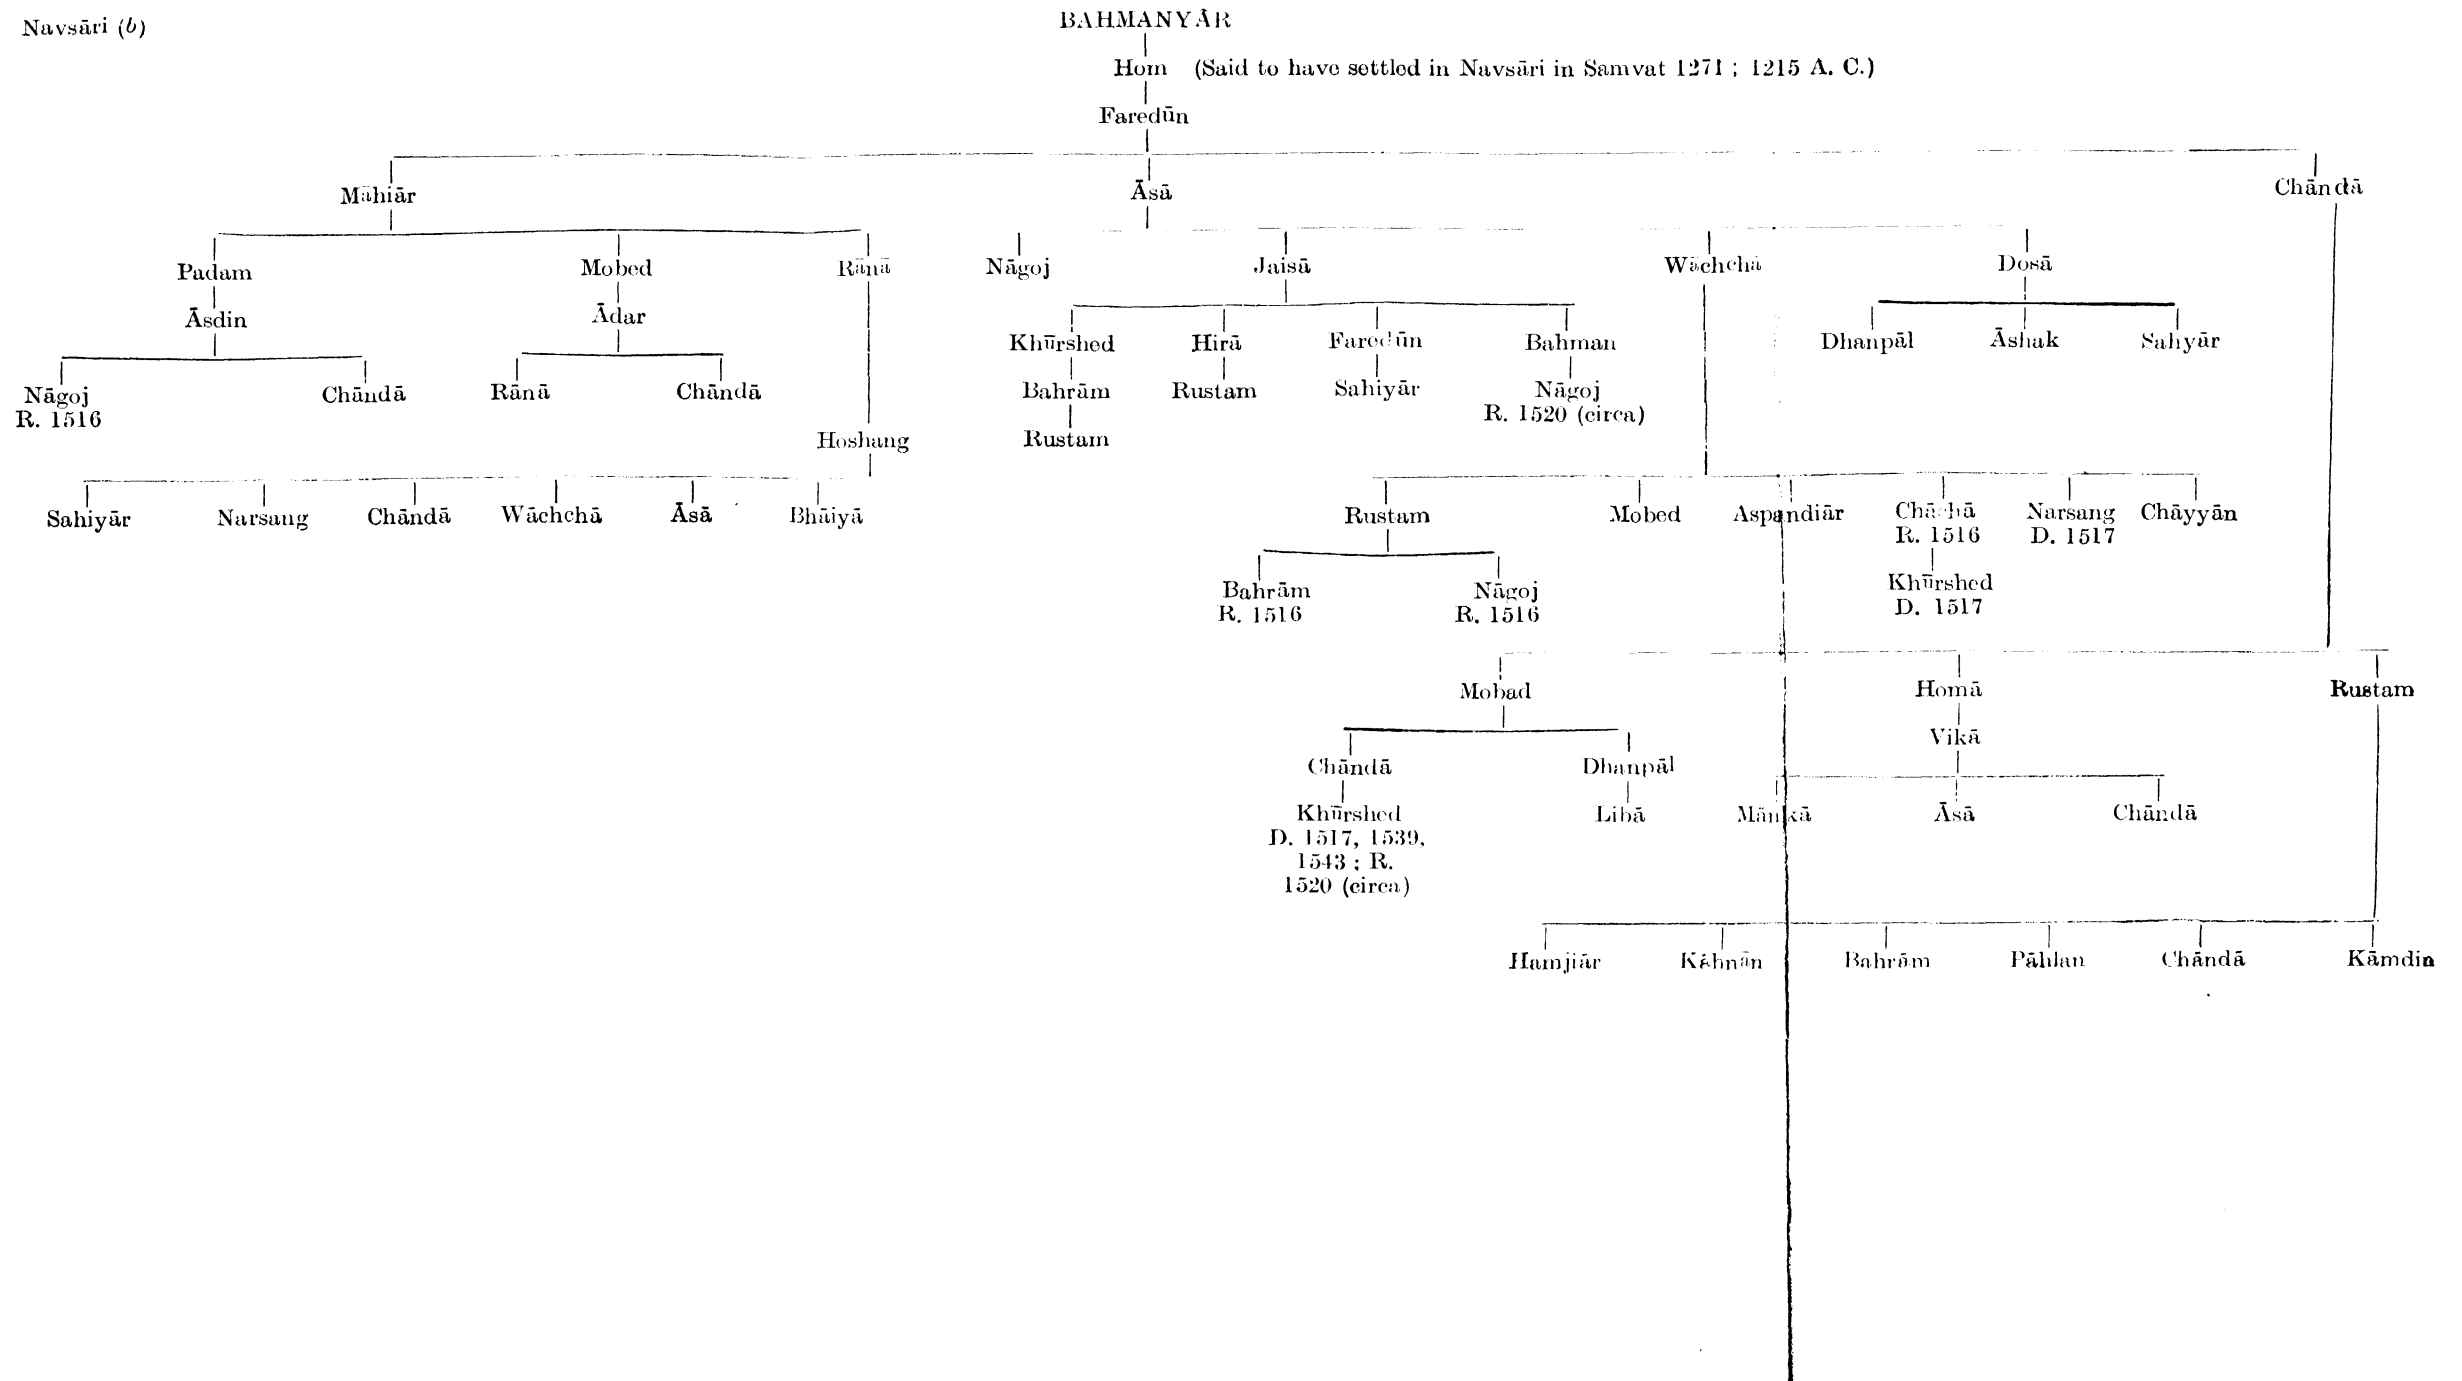 Navsāri (b)
BAHMANYĀR
Hom (Said to have settled in Navsāri in Samvat 1271 ; 1215 A. C.)
Faredūn
Māhiār Āsā Chāndā
Padam Mobed Rānā Nāgoj Jaisā Wāchchā Dosā
Āsdin Ādar
Khūrshed Hirā Faredūn Bahman Dhanpāl Āshak Sahyār
Nāgoj Chāndā Rānā Chāndā Bahrām Rustam Sahiyār Nāgoj
R. 1516 R. 1520 (circa)
Hoshang Rustam
Sahiyār Narsang Chāndā Wāchchā Āsā Bhāiyā Rustam Mobed Aspandiār Chāchā Narsang Chāyyān
R. 1516 D. 1517
Bahrām Nāgoj Khūrshed
R. 1516 R. 1516 D. 1517
Mobad Homā Rustam
Vikā
Chāndā Dhanpāl
Khūrshed Libā Mānkā Āsā Chāndā
D. 1517, 1539,
1543 ; R.
1520 (circa)
Hamjiār Kāhnān Bahrām Pāhlan Chāndā Kāmdin